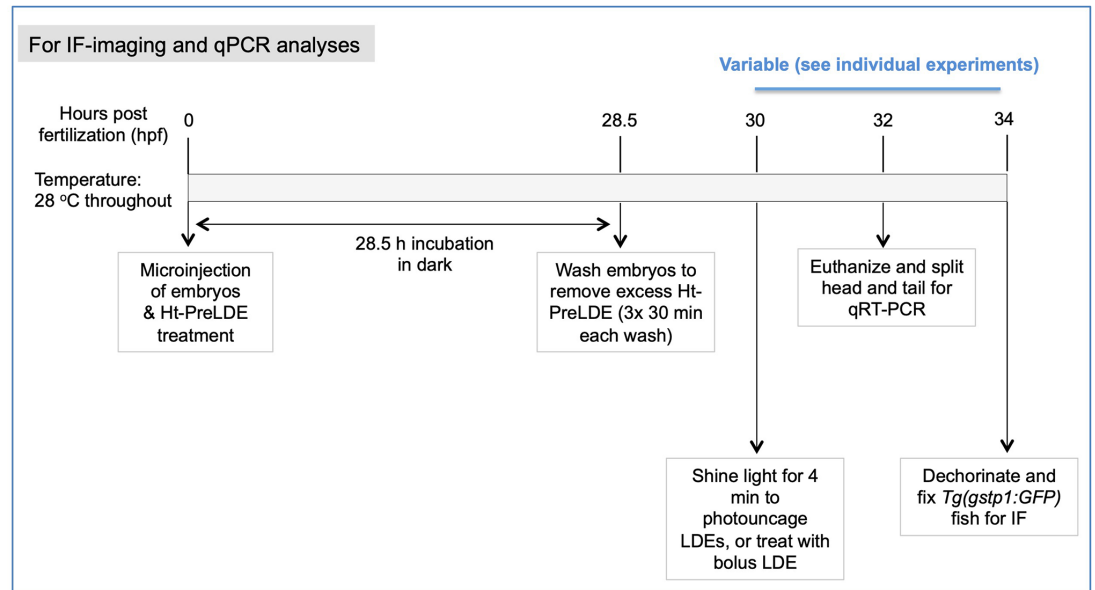 For IF-imaging and qPCR analyses
Variable (see individual experiments)
Hours post
fertilization (hpf)
0
28.5
30
32
34
Temperature:
28 ºC throughout
28.5 h incubation
in dark
Microinjection
of embryos
& Ht-PreLDE
treatment
Wash embryos to
remove excess Ht-
PreLDE (3x 30 min
each wash)
Euthanize and split
head and tail for
qRT-PCR
Shine light for 4
min to
photouncage
LDEs, or treat with
bolus LDE
Dechorinate and
fix Tg(gstp1:GFP)
fish for IF